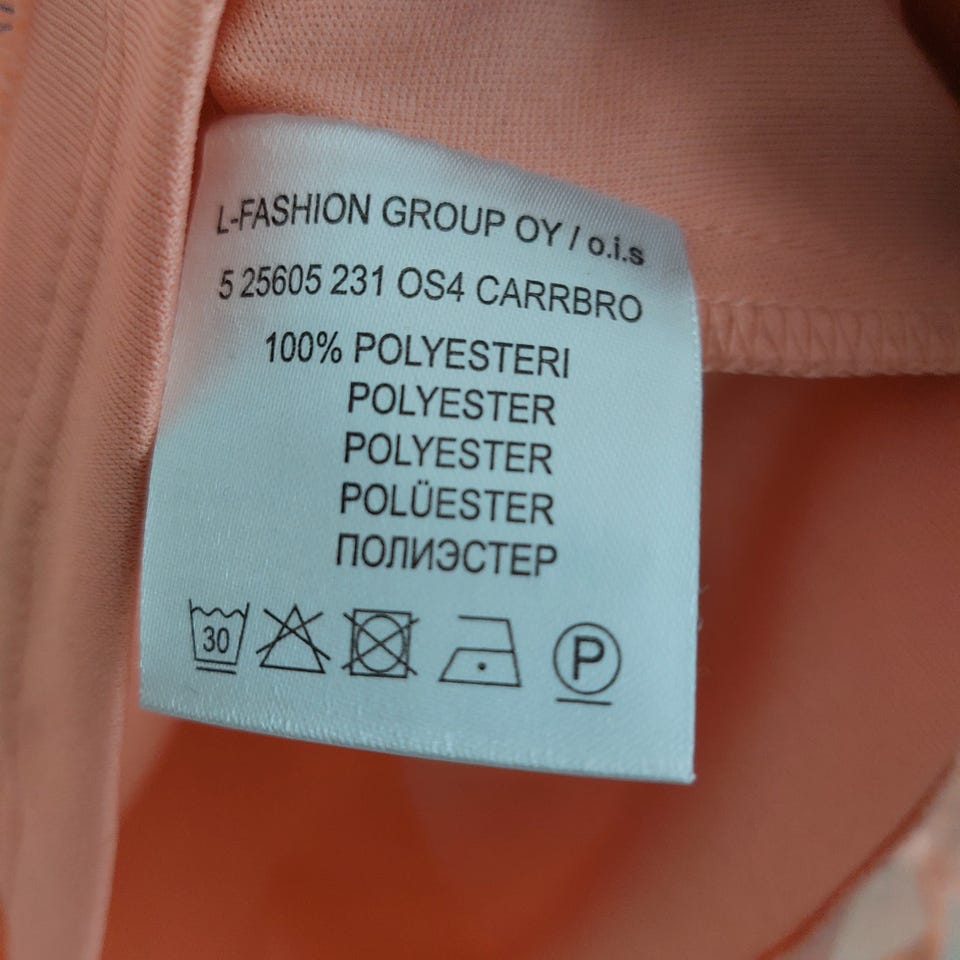 L-FASHION GROUP OY / o.i.s
5 25605 231 OS4 CARRBRO
100% POLYESTERI
POLYESTER
POLYESTER
POLÜESTER
ПОЛИЭСТЕР
30 P